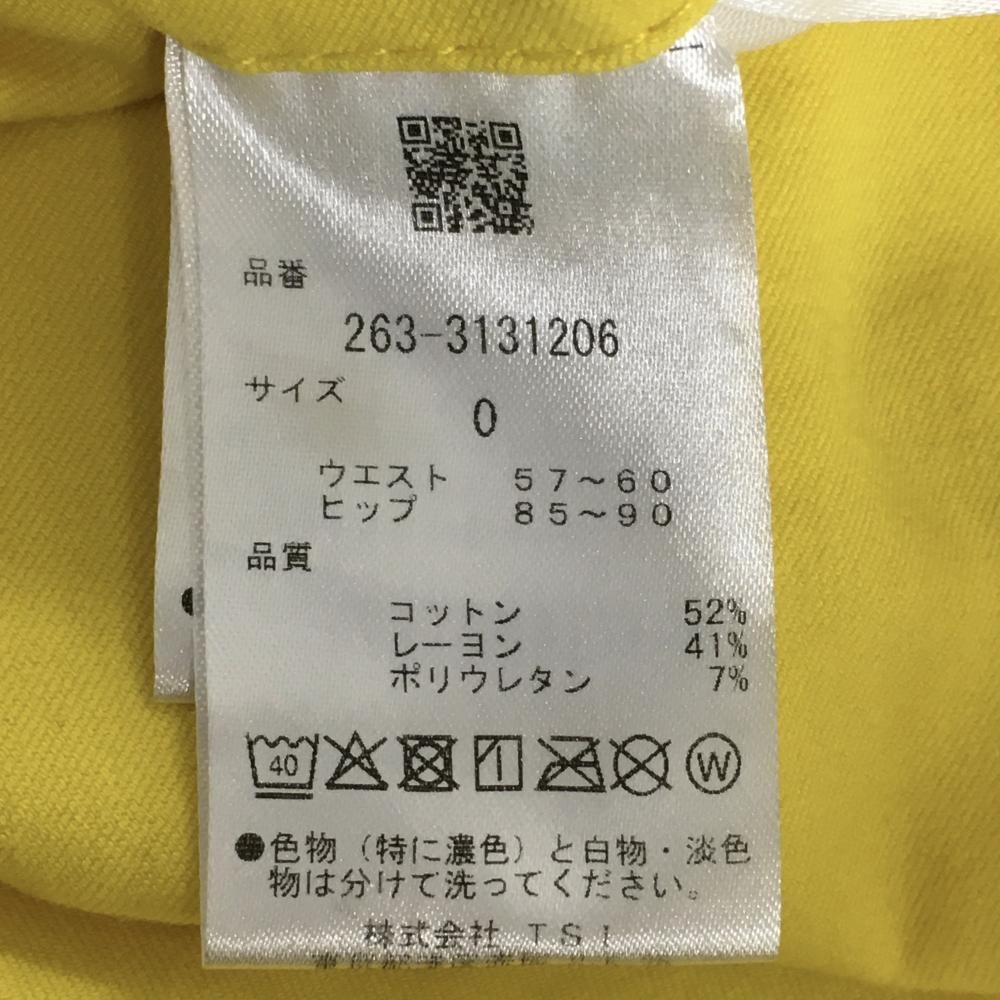 品番
263-3131206
サイズ
0
ウエスト 57~60
ヒップ 85~90
品質
コットン 52%
レーヨン 41%
ポリウレタン 7%
40 W
●色物(特に濃色)と白物・淡色
物は分けて洗ってください。
株式会社 TSI